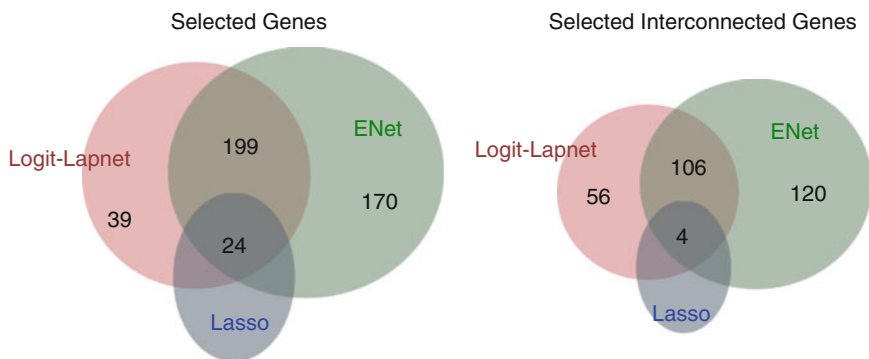 Selected Genes
Logit-Lapnet
ENet
199
170
39
24
Lasso
Selected Interconnected Genes
Logit-Lapnet
ENet
106
56
120
4
Lasso